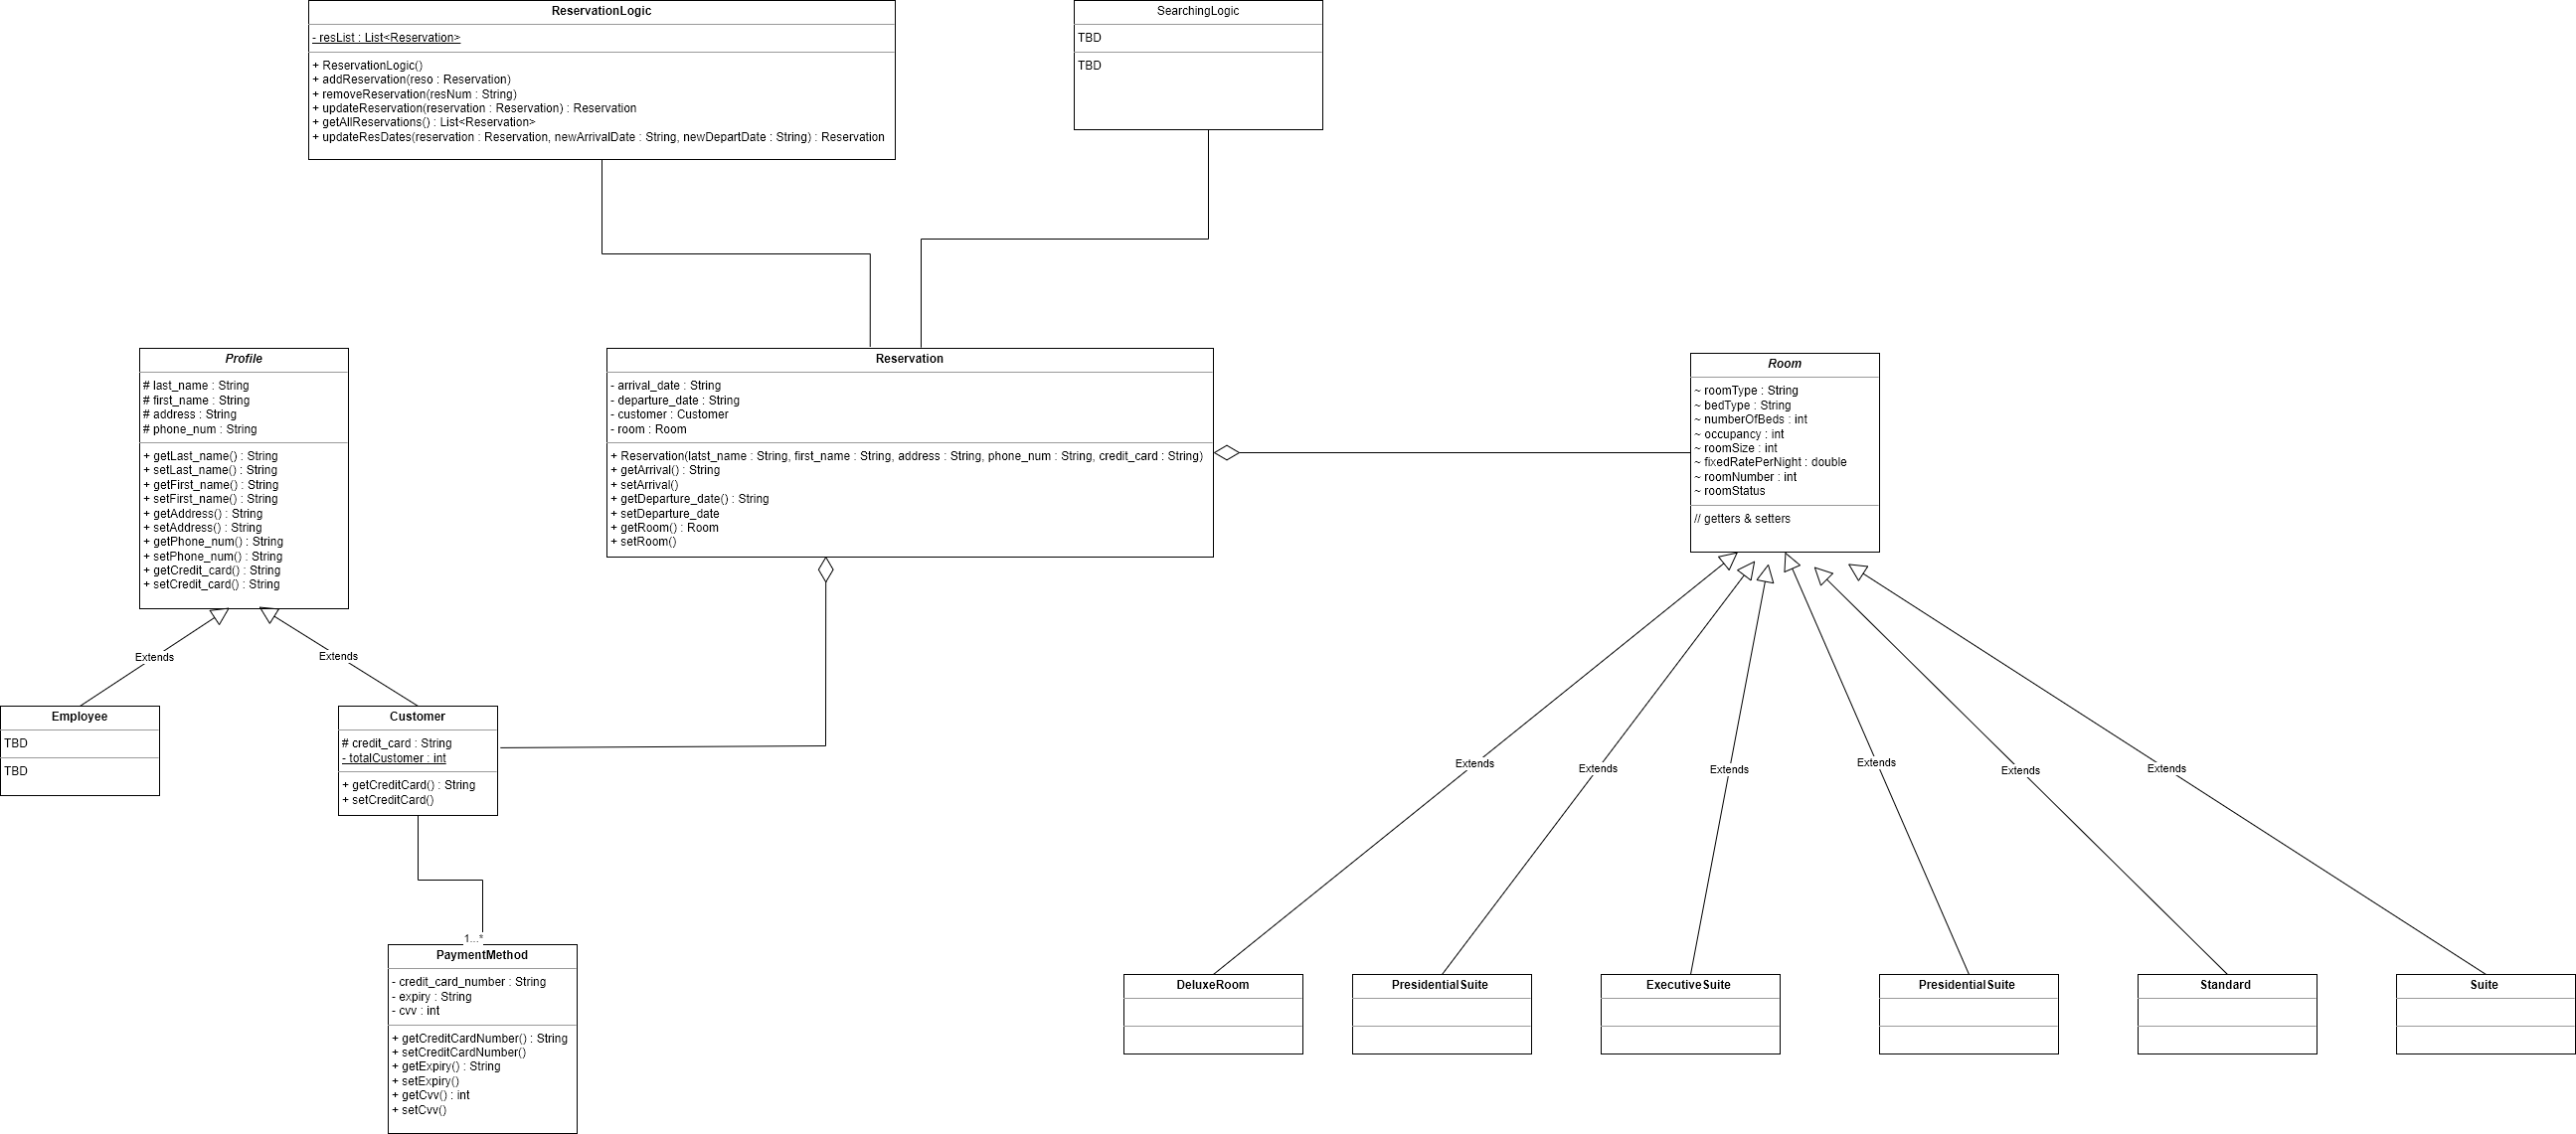 ReservationLogic
- resList : List<Reservation>
+ ReservationLogic()
+ addReservation(reso : Reservation)
+ removeReservation(resNum : String)
+ updateReservation(reservation : Reservation) : Reservation
+ getAllReservations() : List<Reservation>
+ updateResDates(reservation : Reservation, newArrivalDate : String, newDepartDate : String) : Reservation
SearchingLogic
TBD
TBD
Profile
# last_name : String
# first_name : String
# address : String
# phone_num : String
+ getLast_name() : String
+ setLast_name() : String
+ getFirst_name() : String
+ setFirst_name() : String
+ getAddress() : String
+ setAddress() : String
+ getPhone_num() : String
+ setPhone_num() : String
+ getCredit_card() : String
+ setCredit_card() : String
Reservation
- arrival_date : String
- departure_date : String
- customer : Customer
- room : Room
+ Reservation(latst_name : String, first_name : String, address : String, phone_num : String, credit_card : String)
+ getArrival() : String
+ setArrival()
+ getDeparture_date() : String
+ setDeparture_date
+ getRoom() : Room
+ setRoom()
Room
~ roomType : String
~ bedType : String
~ numberOfBeds : int
~ occupancy : int
~ roomSize : int
~ fixedRatePerNight : double
~ roomNumber : int
~ roomStatus
// getters & setters
Extends
Extends
Employee
TBD
TBD
Customer
# credit_card : String
- totalCustomer : int
+ getCreditCard() : String
+ setCreditCard()
Extends
Extends
Extends
Extends
Extends
Extends
1...*
PaymentMethod
- credit_card_number : String
- expiry : String
- cvv : int
+ getCreditCardNumber() : String
+ setCreditCardNumber()
+ getExpiry() : String
+ setExpiry()
+ getCvv() : int
+ setCvv()
DeluxeRoom
PresidentialSuite
ExecutiveSuite
PresidentialSuite
Standard
Suite